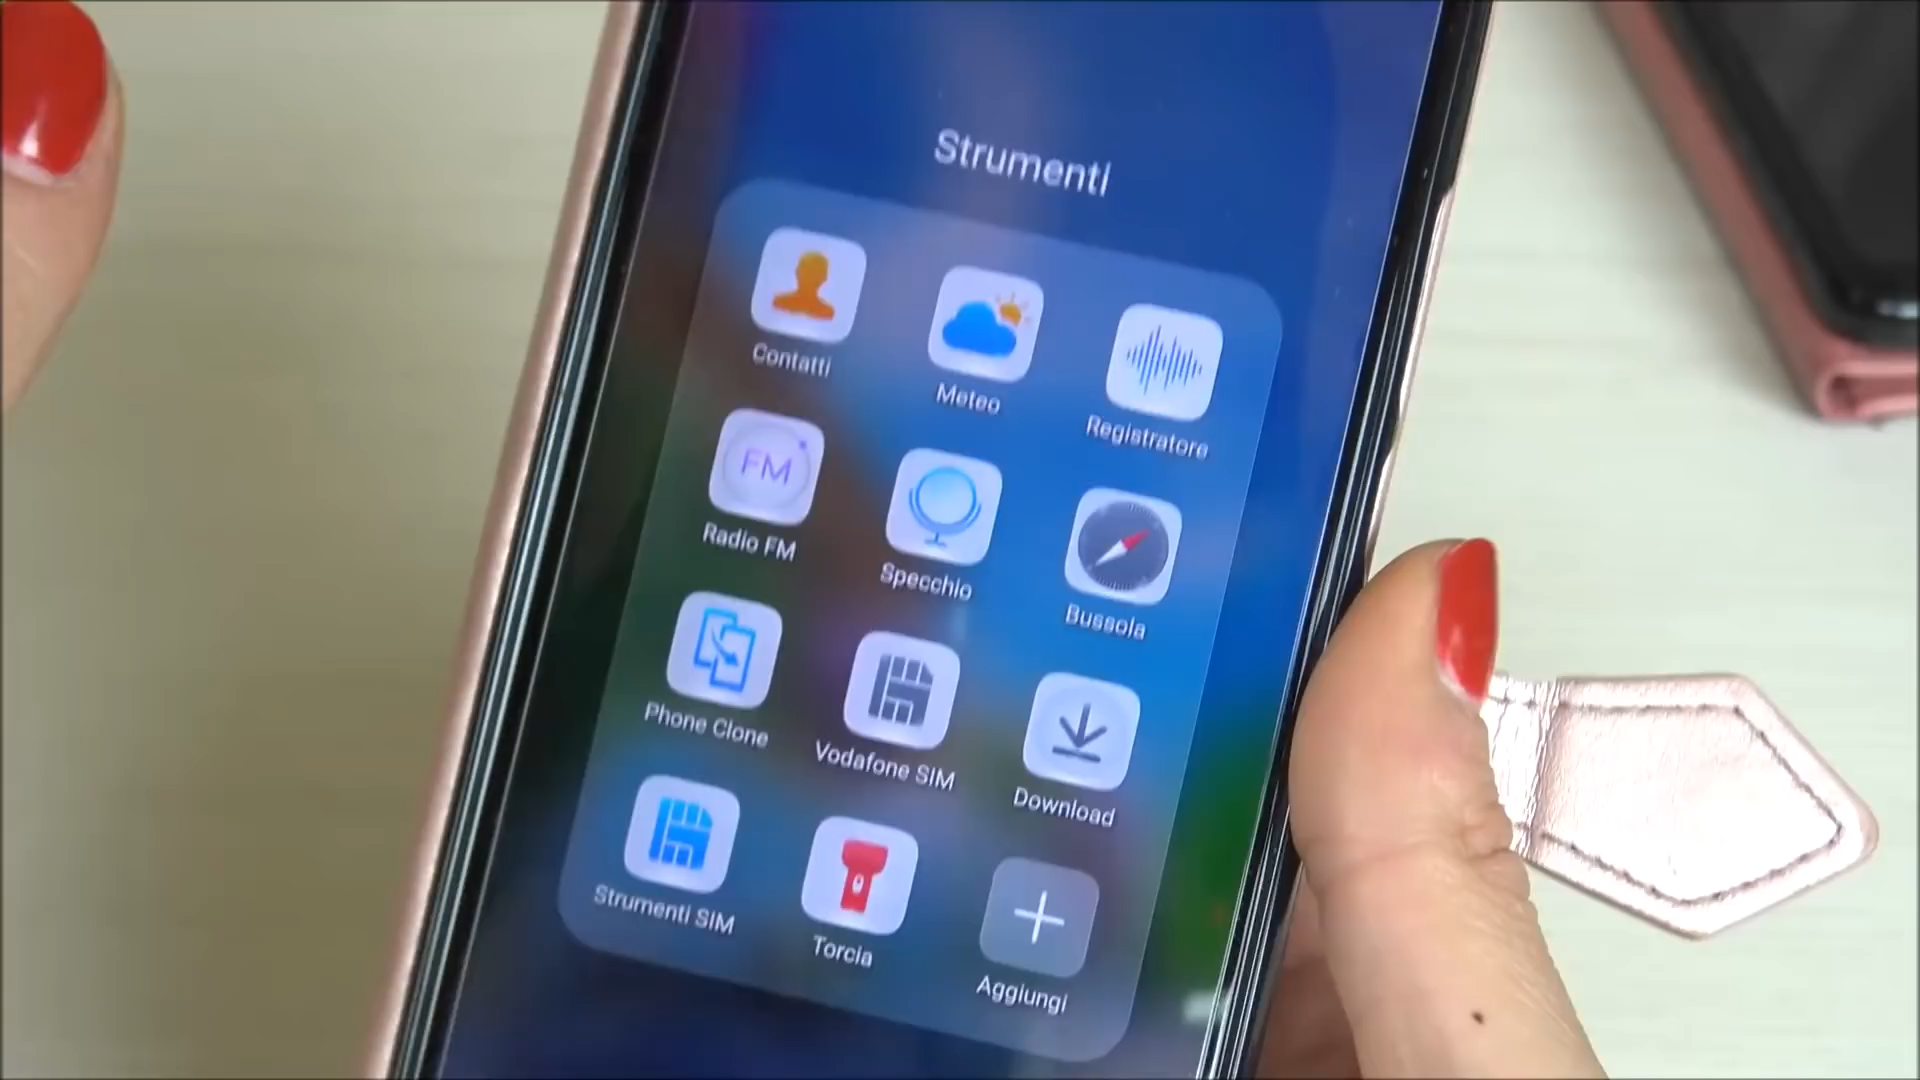 Strumenti
Contatti
Meteo
Registratore
FM
Radio FM
Specchio
Bussola
Phone Clone
Vodafone SIM
Download
Strumenti SIM
Torcia
Aggiungi